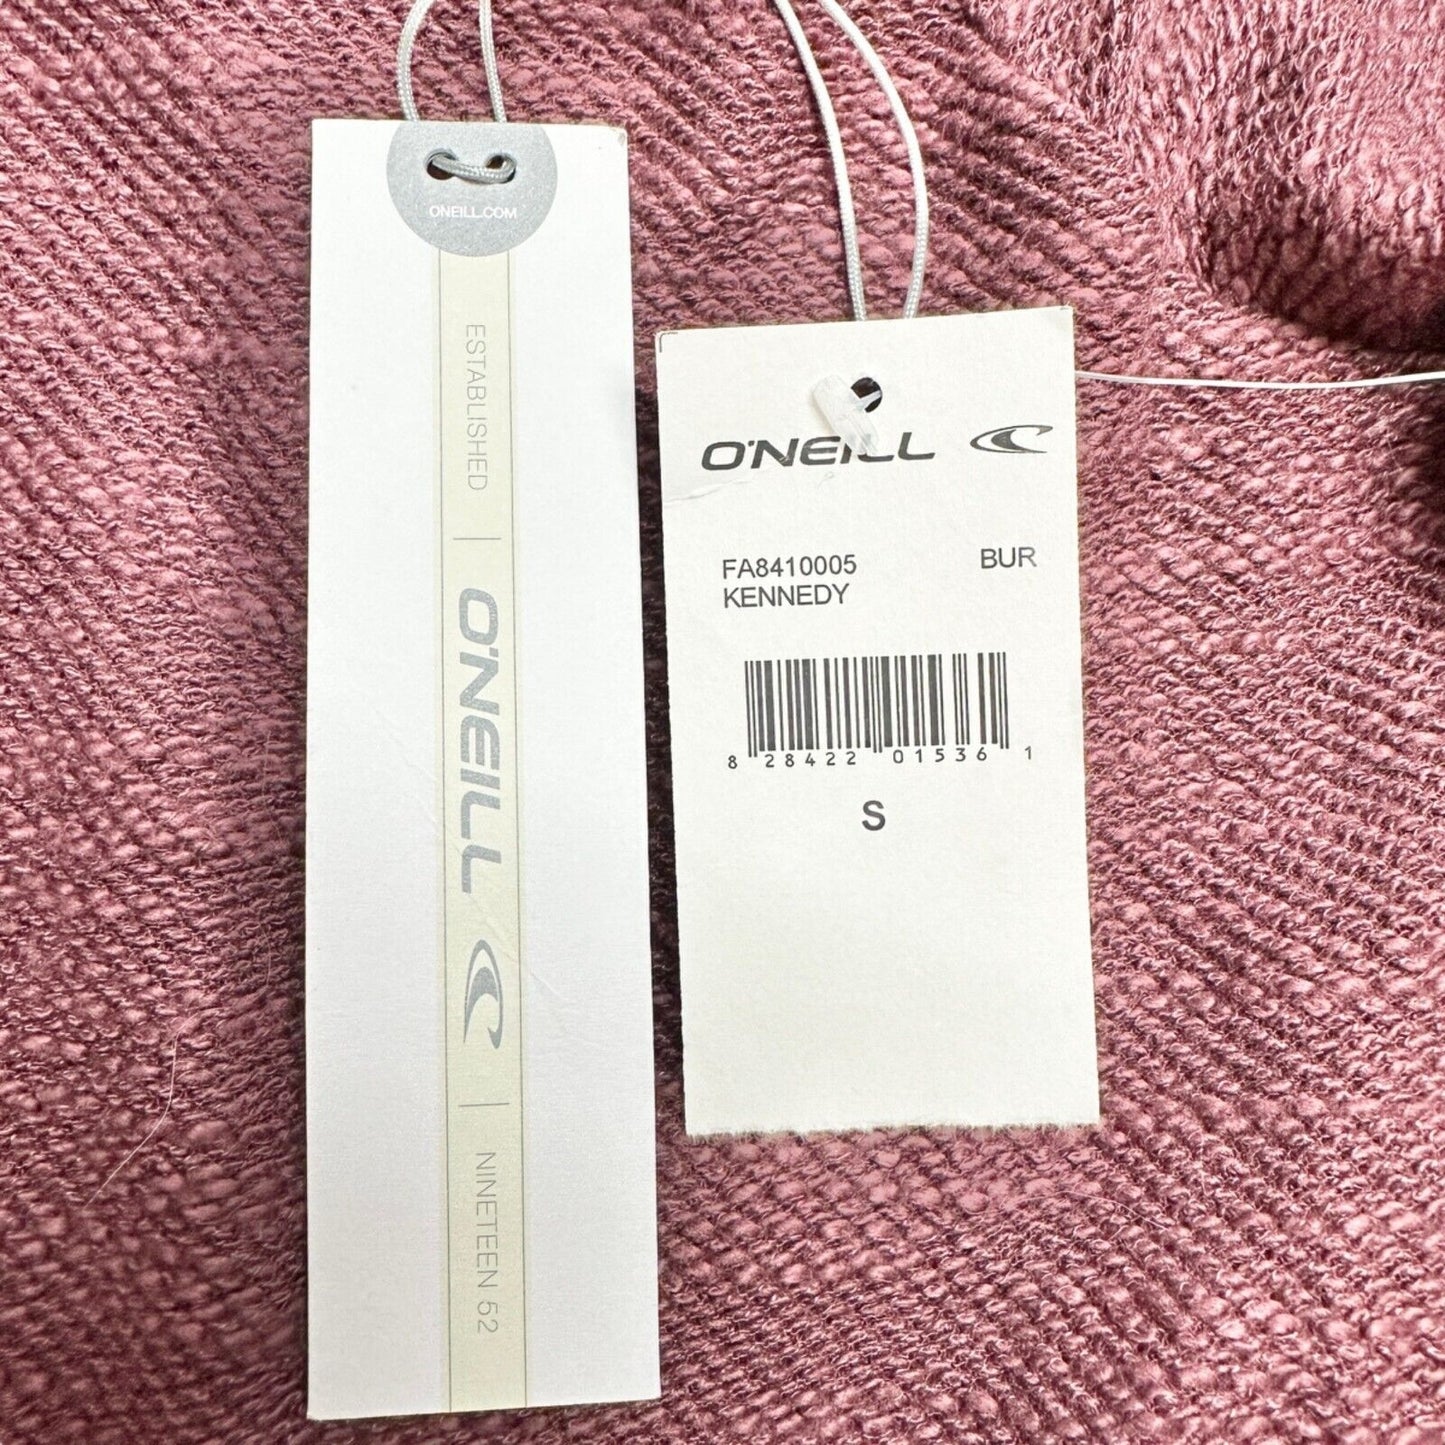 ONEILL.COM
ESTABLISHED | O'NEILL | NINETEEN 52
O'NEILL
FA8410005 BUR
KENNEDY
8 28422 01536 1
S